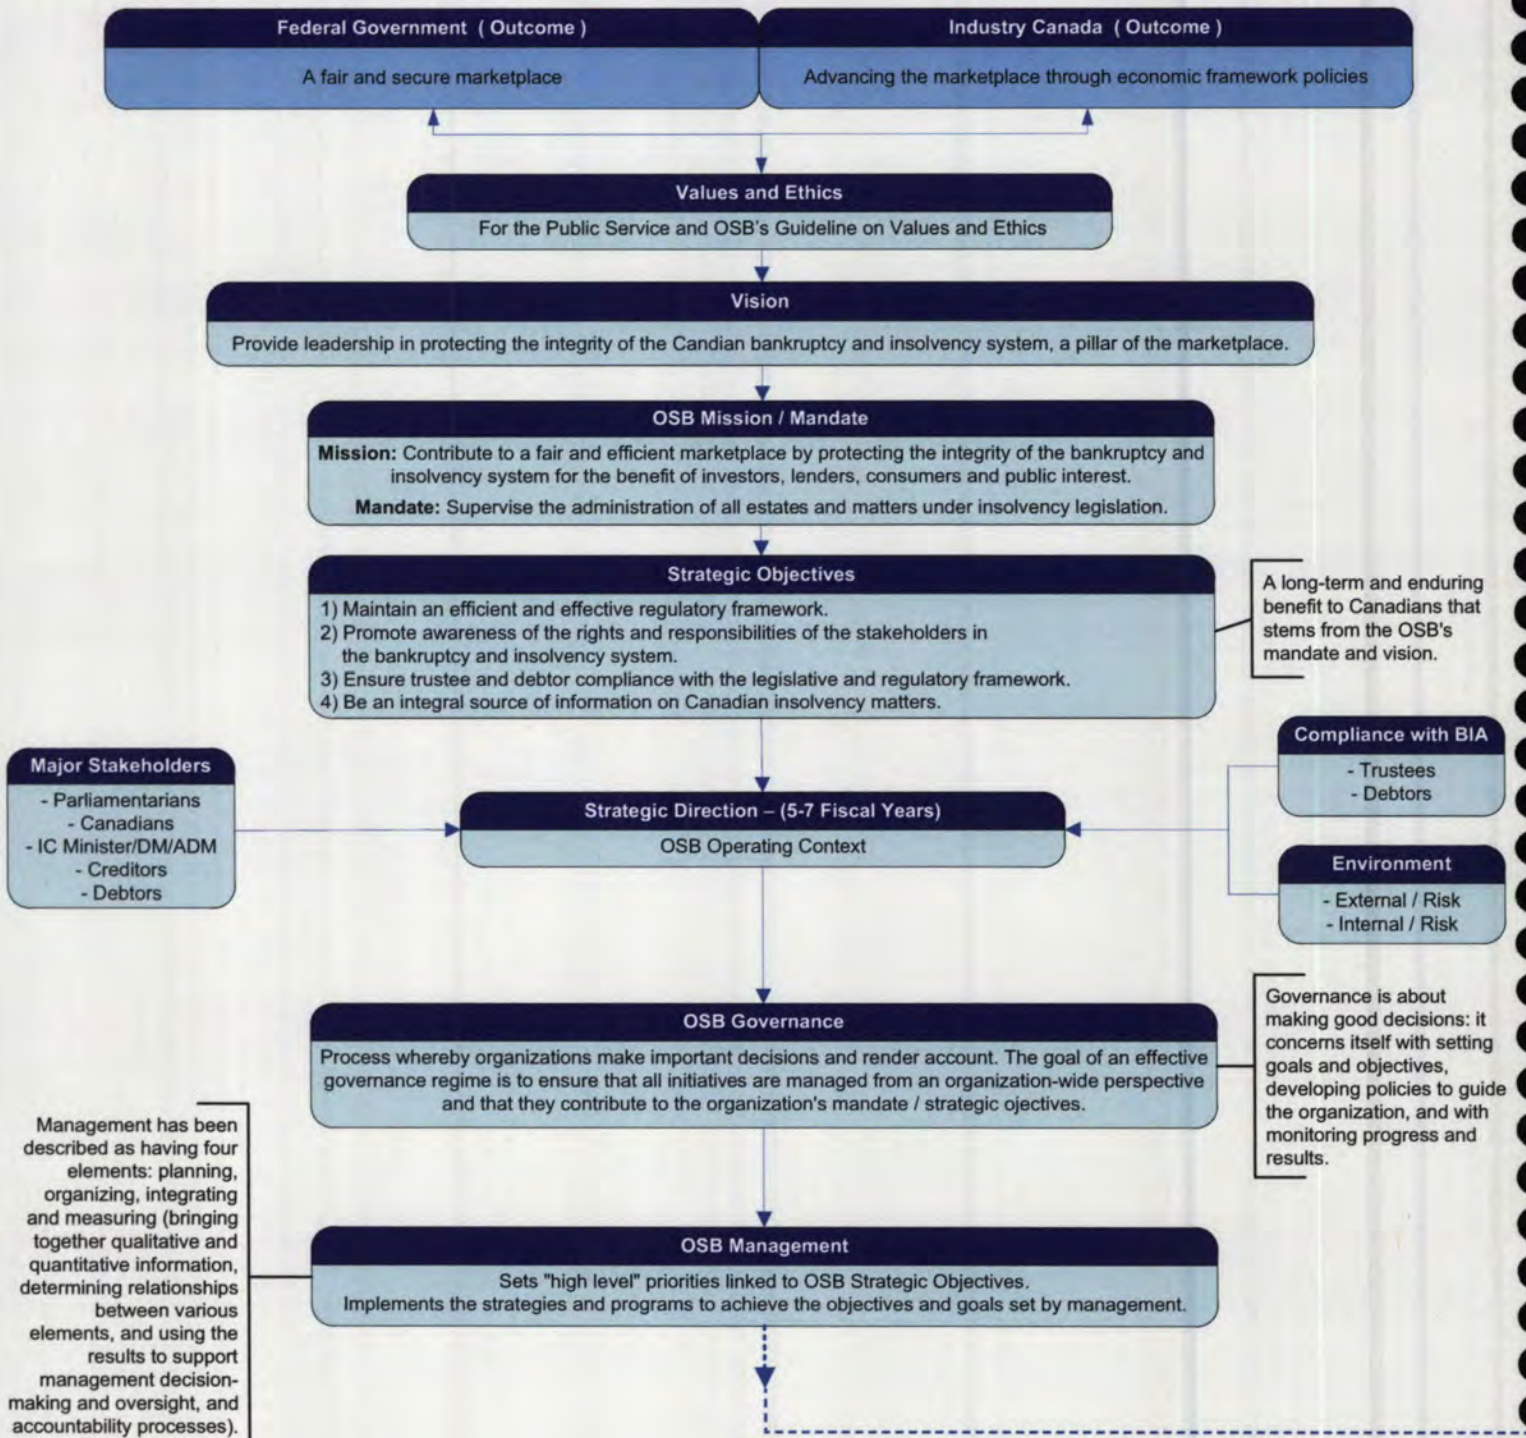 Federal Government ( Outcome )
A fair and secure marketplace
Industry Canada ( Outcome )
Advancing the marketplace through economic framework policies
Values and Ethics
For the Public Service and OSB's Guideline on Values and Ethics
Vision
Provide leadership in protecting the integrity of the Candian bankruptcy and insolvency system, a pillar of the marketplace.
OSB Mission / Mandate
Mission: Contribute to a fair and efficient marketplace by protecting the integrity of the bankruptcy and
insolvency system for the benefit of investors, lenders, consumers and public interest.
Mandate: Supervise the administration of all estates and matters under insolvency legislation.
Strategic Objectives
1) Maintain an efficient and effective regulatory framework.
2) Promote awareness of the rights and responsibilities of the stakeholders in
the bankruptcy and insolvency system.
3) Ensure trustee and debtor compliance with the legislative and regulatory framework.
4) Be an integral source of information on Canadian insolvency matters.
A long-term and enduring
benefit to Canadians that
stems from the OSB's
mandate and vision.
Major Stakeholders
- Parliamentarians
- Canadians
- IC Minister/DM/ADM
- Creditors
- Debtors
Strategic Direction – (5-7 Fiscal Years)
OSB Operating Context
Compliance with BIA
- Trustees
- Debtors
Environment
- External / Risk
- Internal / Risk
OSB Governance
Process whereby organizations make important decisions and render account. The goal of an effective
governance regime is to ensure that all initiatives are managed from an organization-wide perspective
and that they contribute to the organization's mandate / strategic ojectives.
Governance is about
making good decisions: it
concerns itself with setting
goals and objectives,
developing policies to guide
the organization, and with
monitoring progress and
results.
Management has been
described as having four
elements: planning,
organizing, integrating
and measuring (bringing
together qualitative and
quantitative information,
determining relationships
between various
elements, and using the
results to support
management decision-
making and oversight, and
accountability processes).
OSB Management
Sets "high level" priorities linked to OSB Strategic Objectives.
Implements the strategies and programs to achieve the objectives and goals set by management.